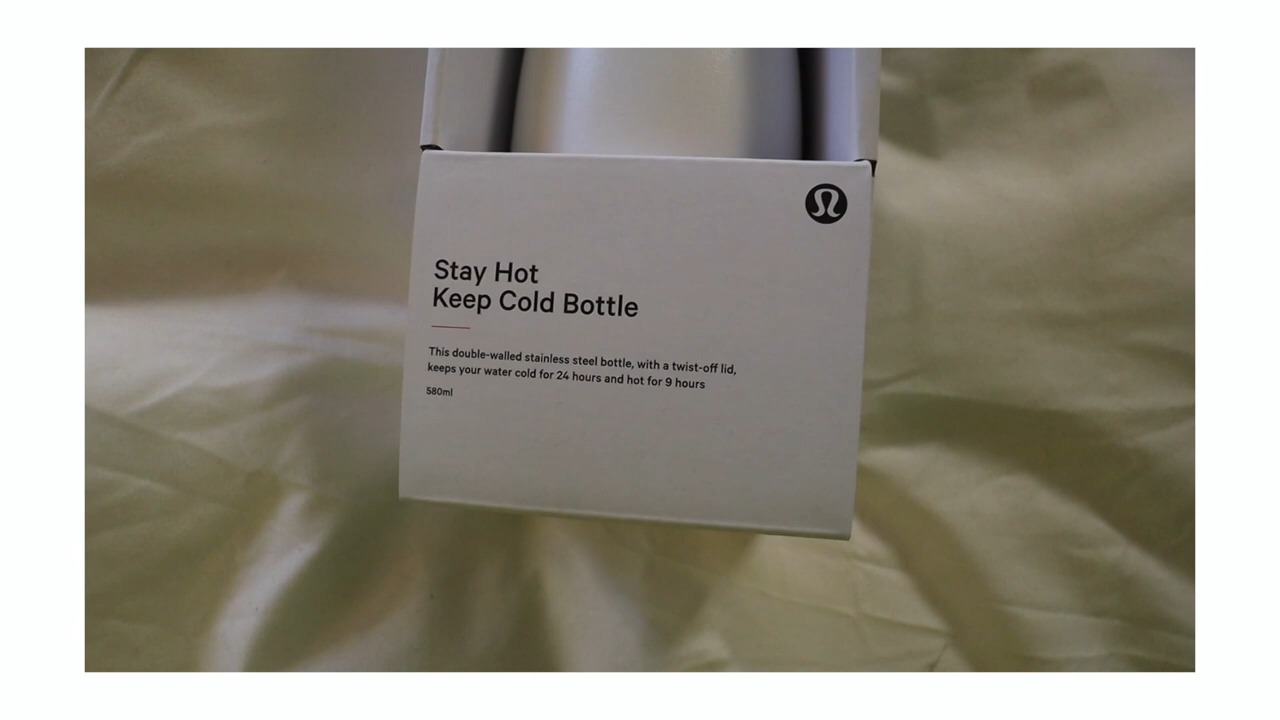 Stay Hot
Keep Cold Bottle
This double-walled stainless steel bottle, with a twist-off lid,
keeps your water cold for 24 hours and hot for 9 hours
580ml